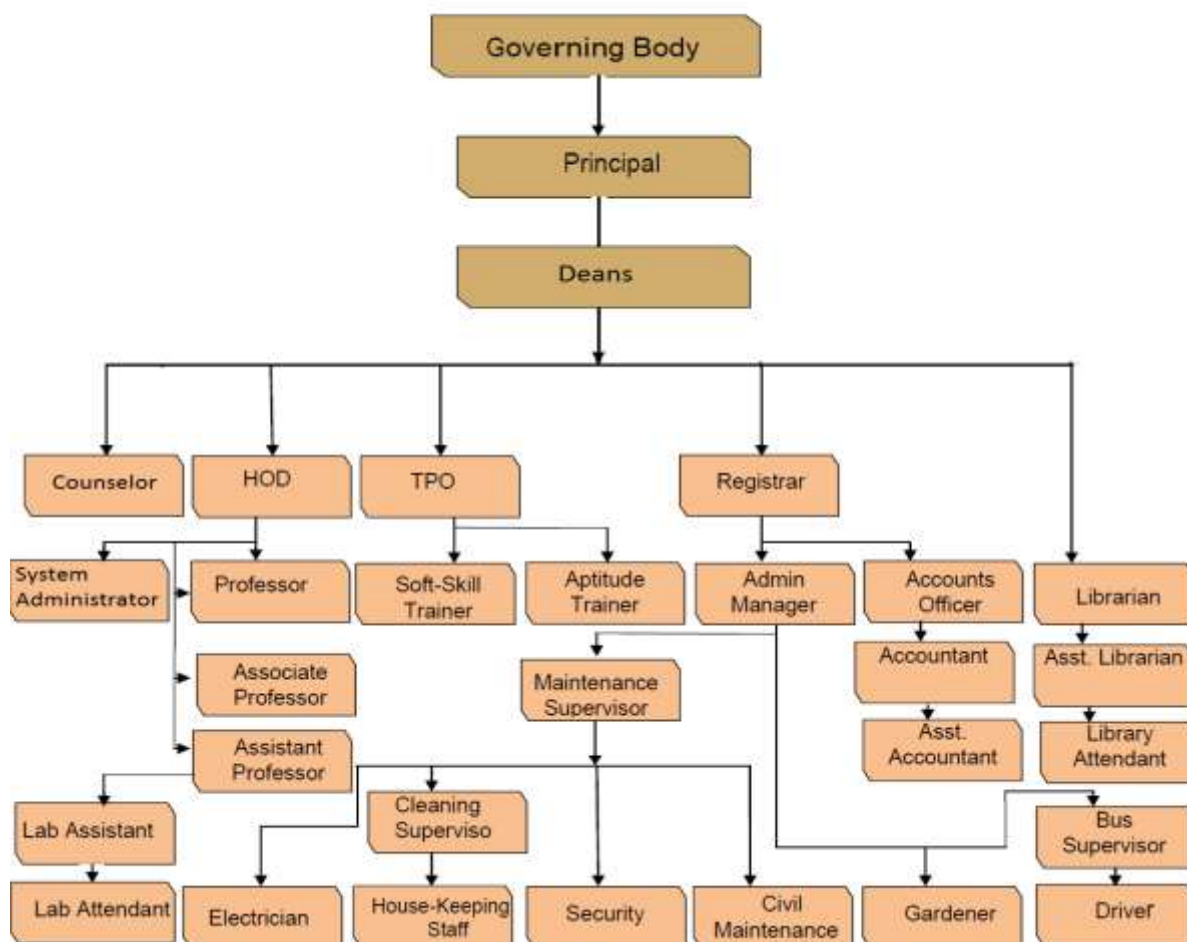 Governing Body
Principal
Deans
Counselor
HOD
TPO
Registrar
System
Administrator
Professor
Soft-Skill
Trainer
Aptitude
Trainer
Admin
Manager
Accounts
Officer
Librarian
Associate
Professor
Maintenance
Supervisor
Accountant
Asst. Librarian
Assistant
Professor
Asst.
Accountant
Library
Attendant
Lab Assistant
Cleaning
Superviso
Bus
Supervisor
Lab Attendant
Electrician
House-Keeping
Staff
Security
Civil
Maintenance
Gardener
Driver